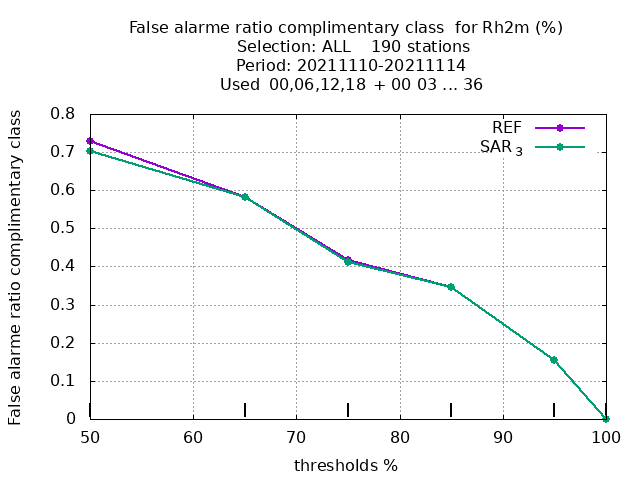 False alarme ratio complimentary class  for Rh2m (%)
Selection: ALL    190 stations
Period: 20211110-20211114
Used  00,06,12,18  + 00 03 ... 36
False alarme ratio complimentary class
0.8
0.7
0.6
0.5
0.4
0.3
0.2
0.1
0
REF
SAR 3
50 60 70 80 90 100
thresholds %